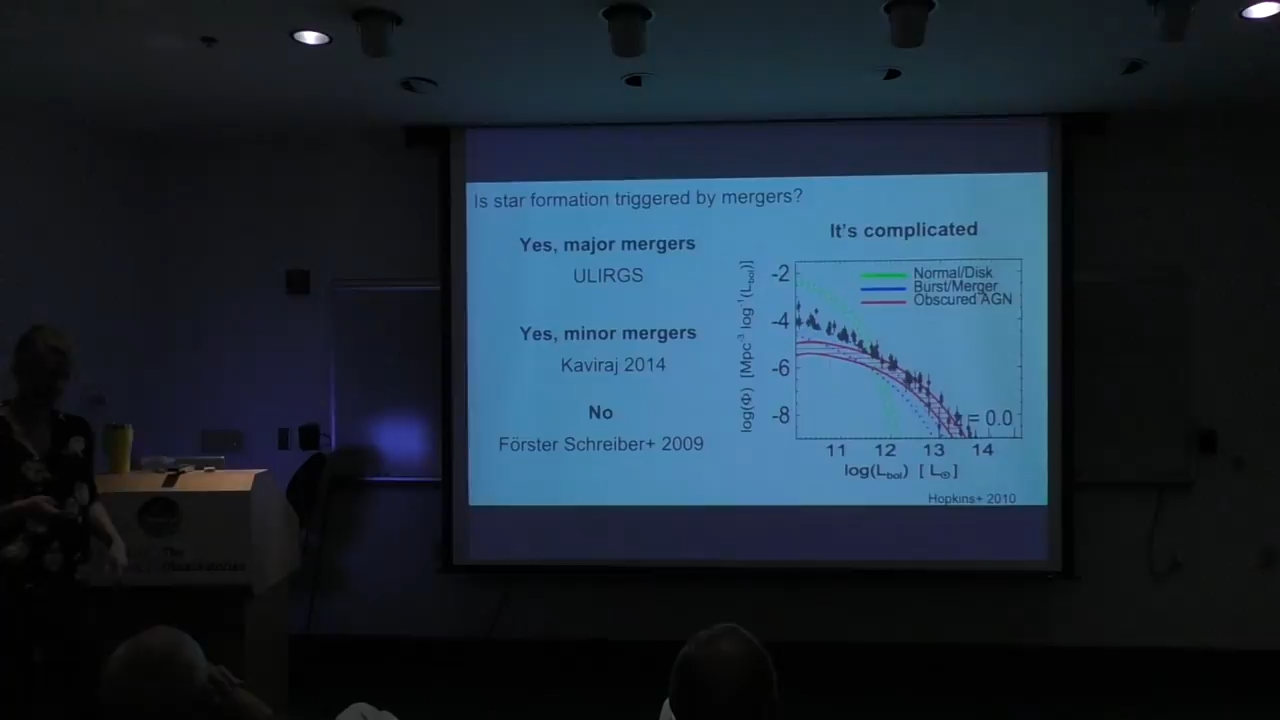 Is star formation triggered by mergers?
Yes, major mergers
ULIRGS
Yes, minor mergers
Kaviraj 2014
No
Förster Schreiber+ 2009
It's complicated
Normal/Disk
Burst/Merger
Obscured AGN
log(Φ) [Mpc⁻³ log⁻¹(L_bol)]
-2
-4
-6
-8
z = 0.0
11 12 13 14
log(L_bol) [ L☉]
Hopkins+ 2010
The